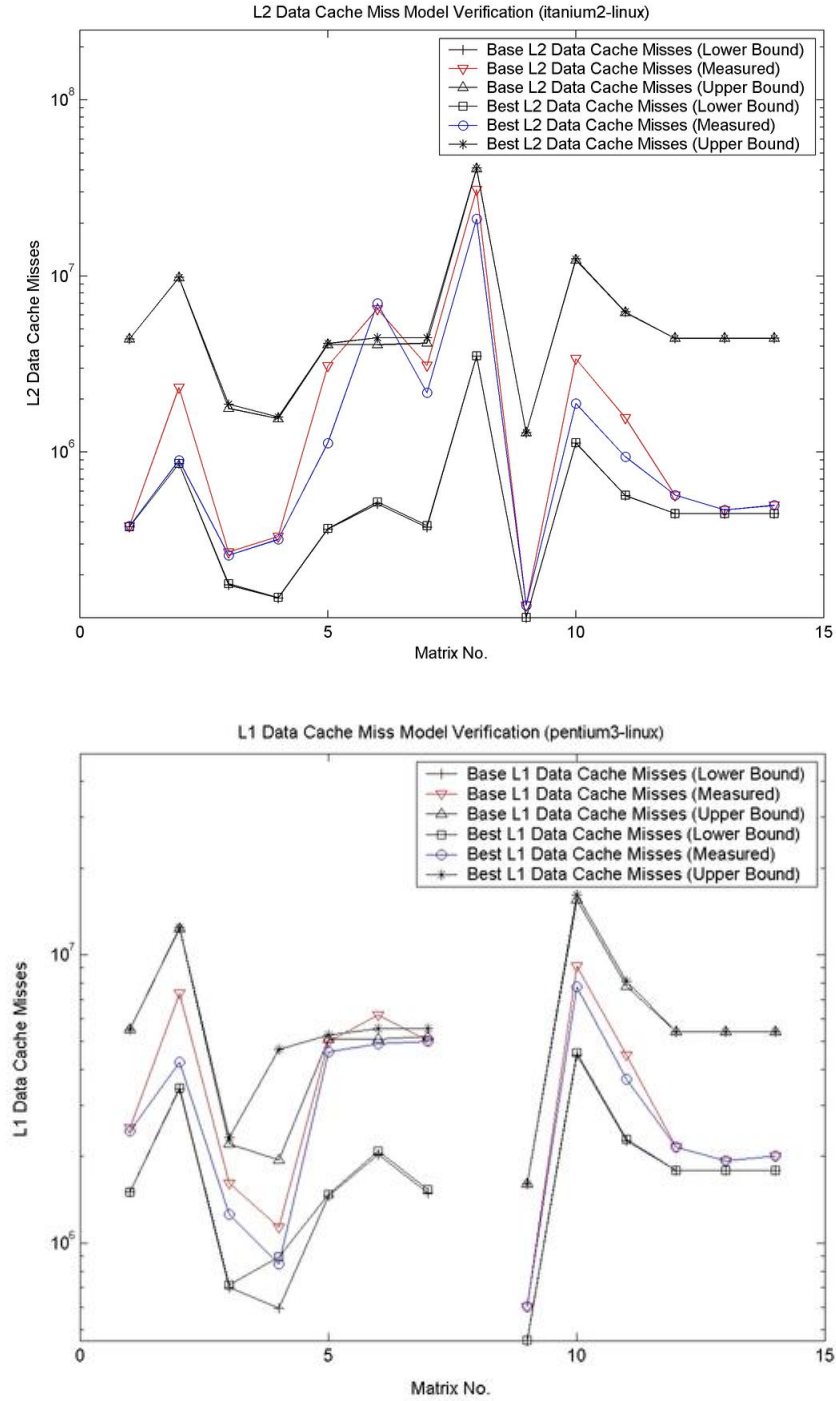 L2 Data Cache Miss Model Verification (itanium2-linux)
Base L2 Data Cache Misses (Lower Bound)
Base L2 Data Cache Misses (Measured)
Base L2 Data Cache Misses (Upper Bound)
Best L2 Data Cache Misses (Lower Bound)
Best L2 Data Cache Misses (Measured)
Best L2 Data Cache Misses (Upper Bound)
10^8
10^7
10^6
L2 Data Cache Misses
0 5 10 15
Matrix No.
L1 Data Cache Miss Model Verification (pentium3-linux)
Base L1 Data Cache Misses (Lower Bound)
Base L1 Data Cache Misses (Measured)
Base L1 Data Cache Misses (Upper Bound)
Best L1 Data Cache Misses (Lower Bound)
Best L1 Data Cache Misses (Measured)
Best L1 Data Cache Misses (Upper Bound)
10^7
10^6
L1 Data Cache Misses
0 5 10 15
Matrix No.